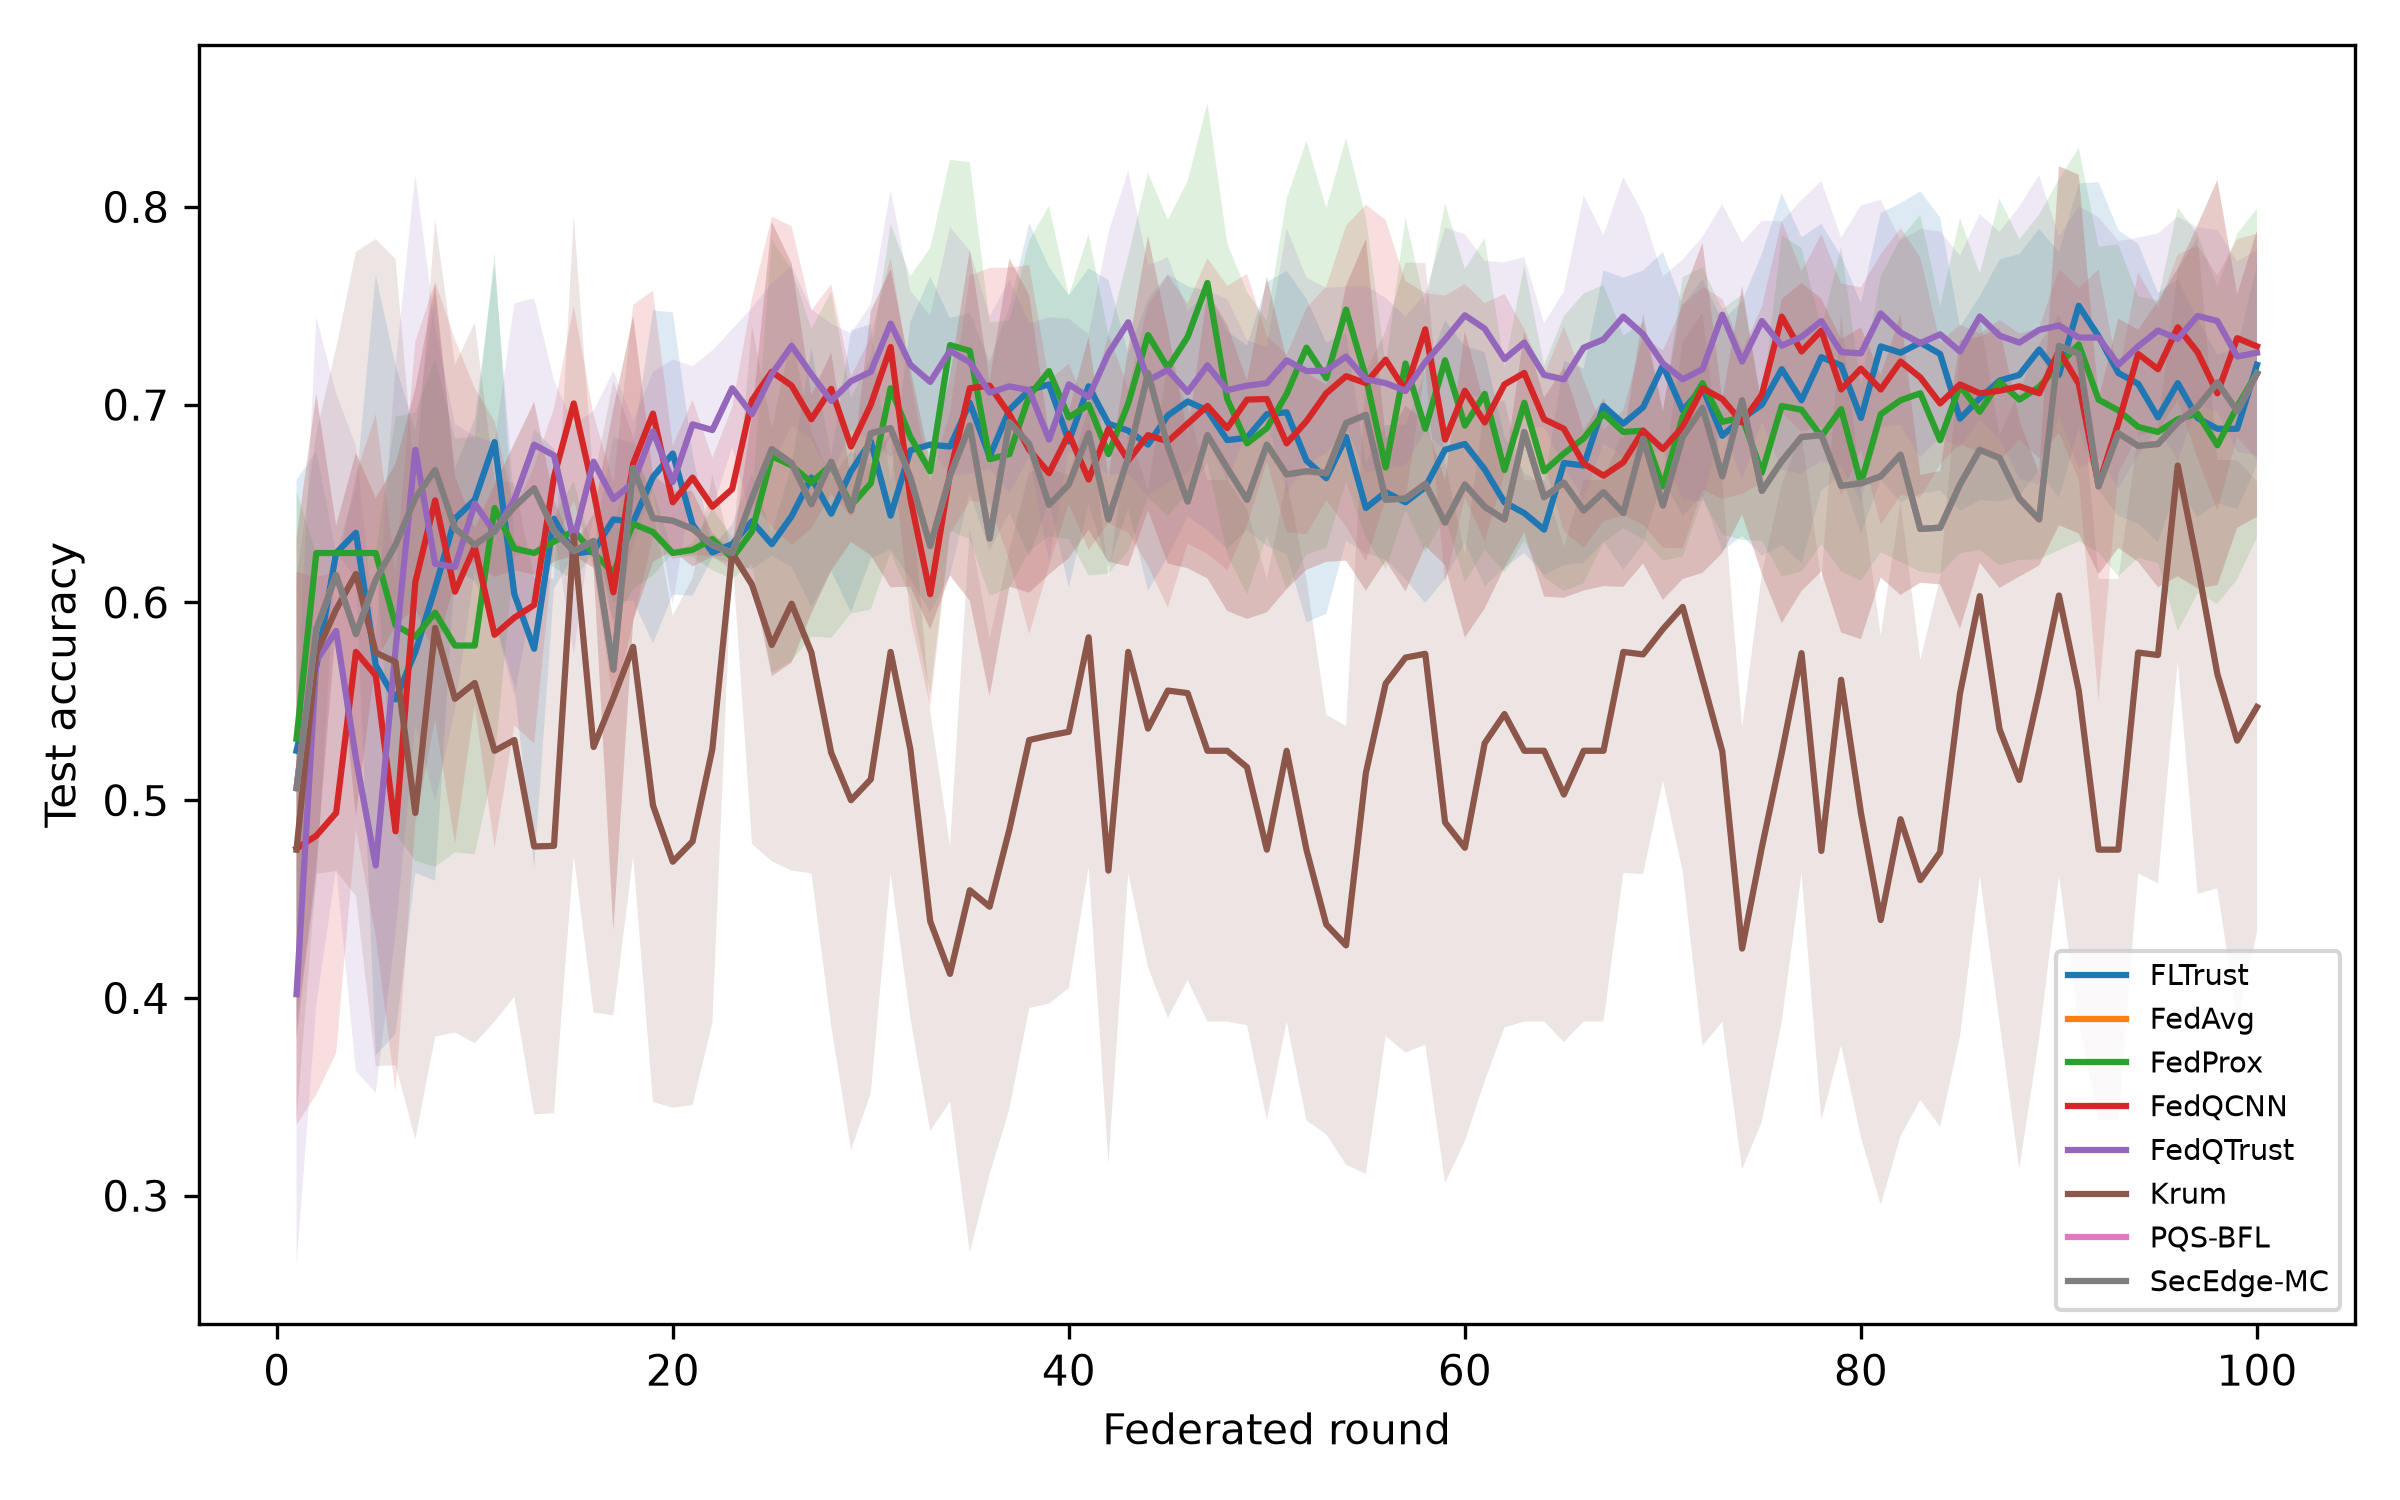 Test accuracy
0.8
0.7
0.6
0.5
0.4
0.3
0
20
40
60
80
100
Federated round
FLTrust
FedAvg
FedProx
FedQCNN
FedQTrust
Krum
PQS-BFL
SecEdge-MC